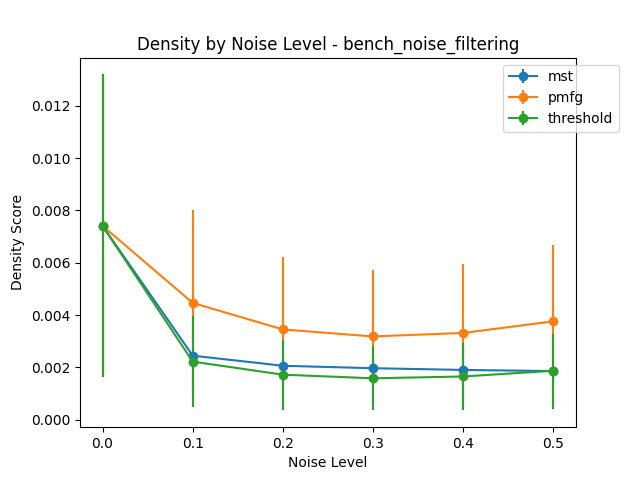 Density by Noise Level - bench_noise_filtering
mst
pmfg
threshold
Density Score
0.012
0.010
0.008
0.006
0.004
0.002
0.000
0.0 0.1 0.2 0.3 0.4 0.5
Noise Level